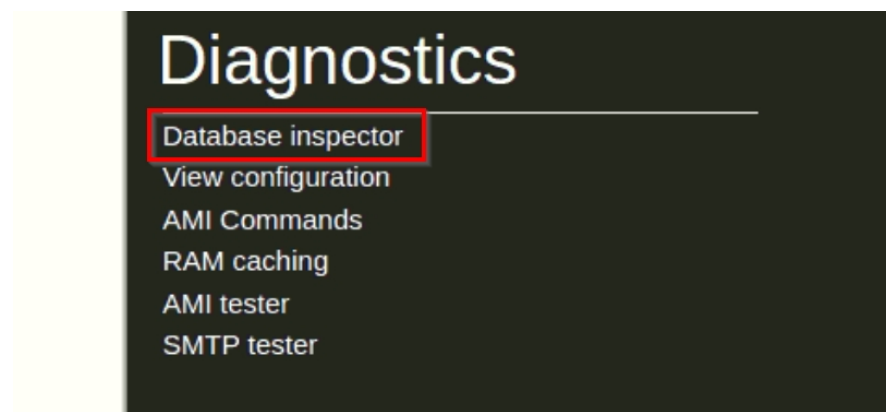 Diagnostics
Database inspector
View configuration
AMI Commands
RAM caching
AMI tester
SMTP tester